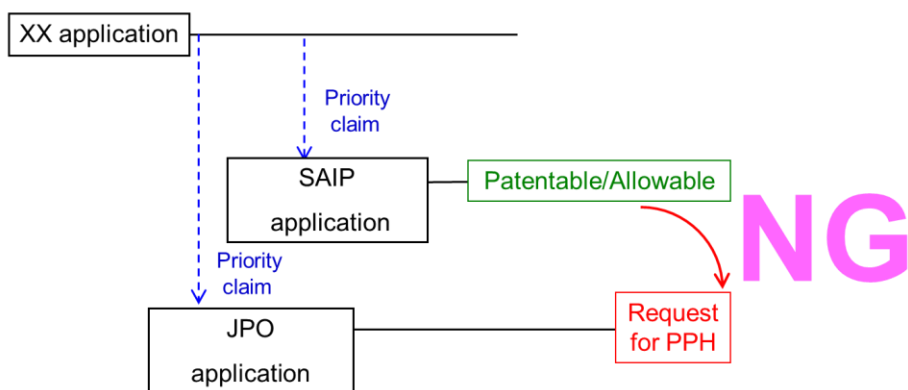 XX application
Priority
claim
SAIP
application
Patentable/Allowable
NG
Priority
claim
JPO
application
Request
for PPH